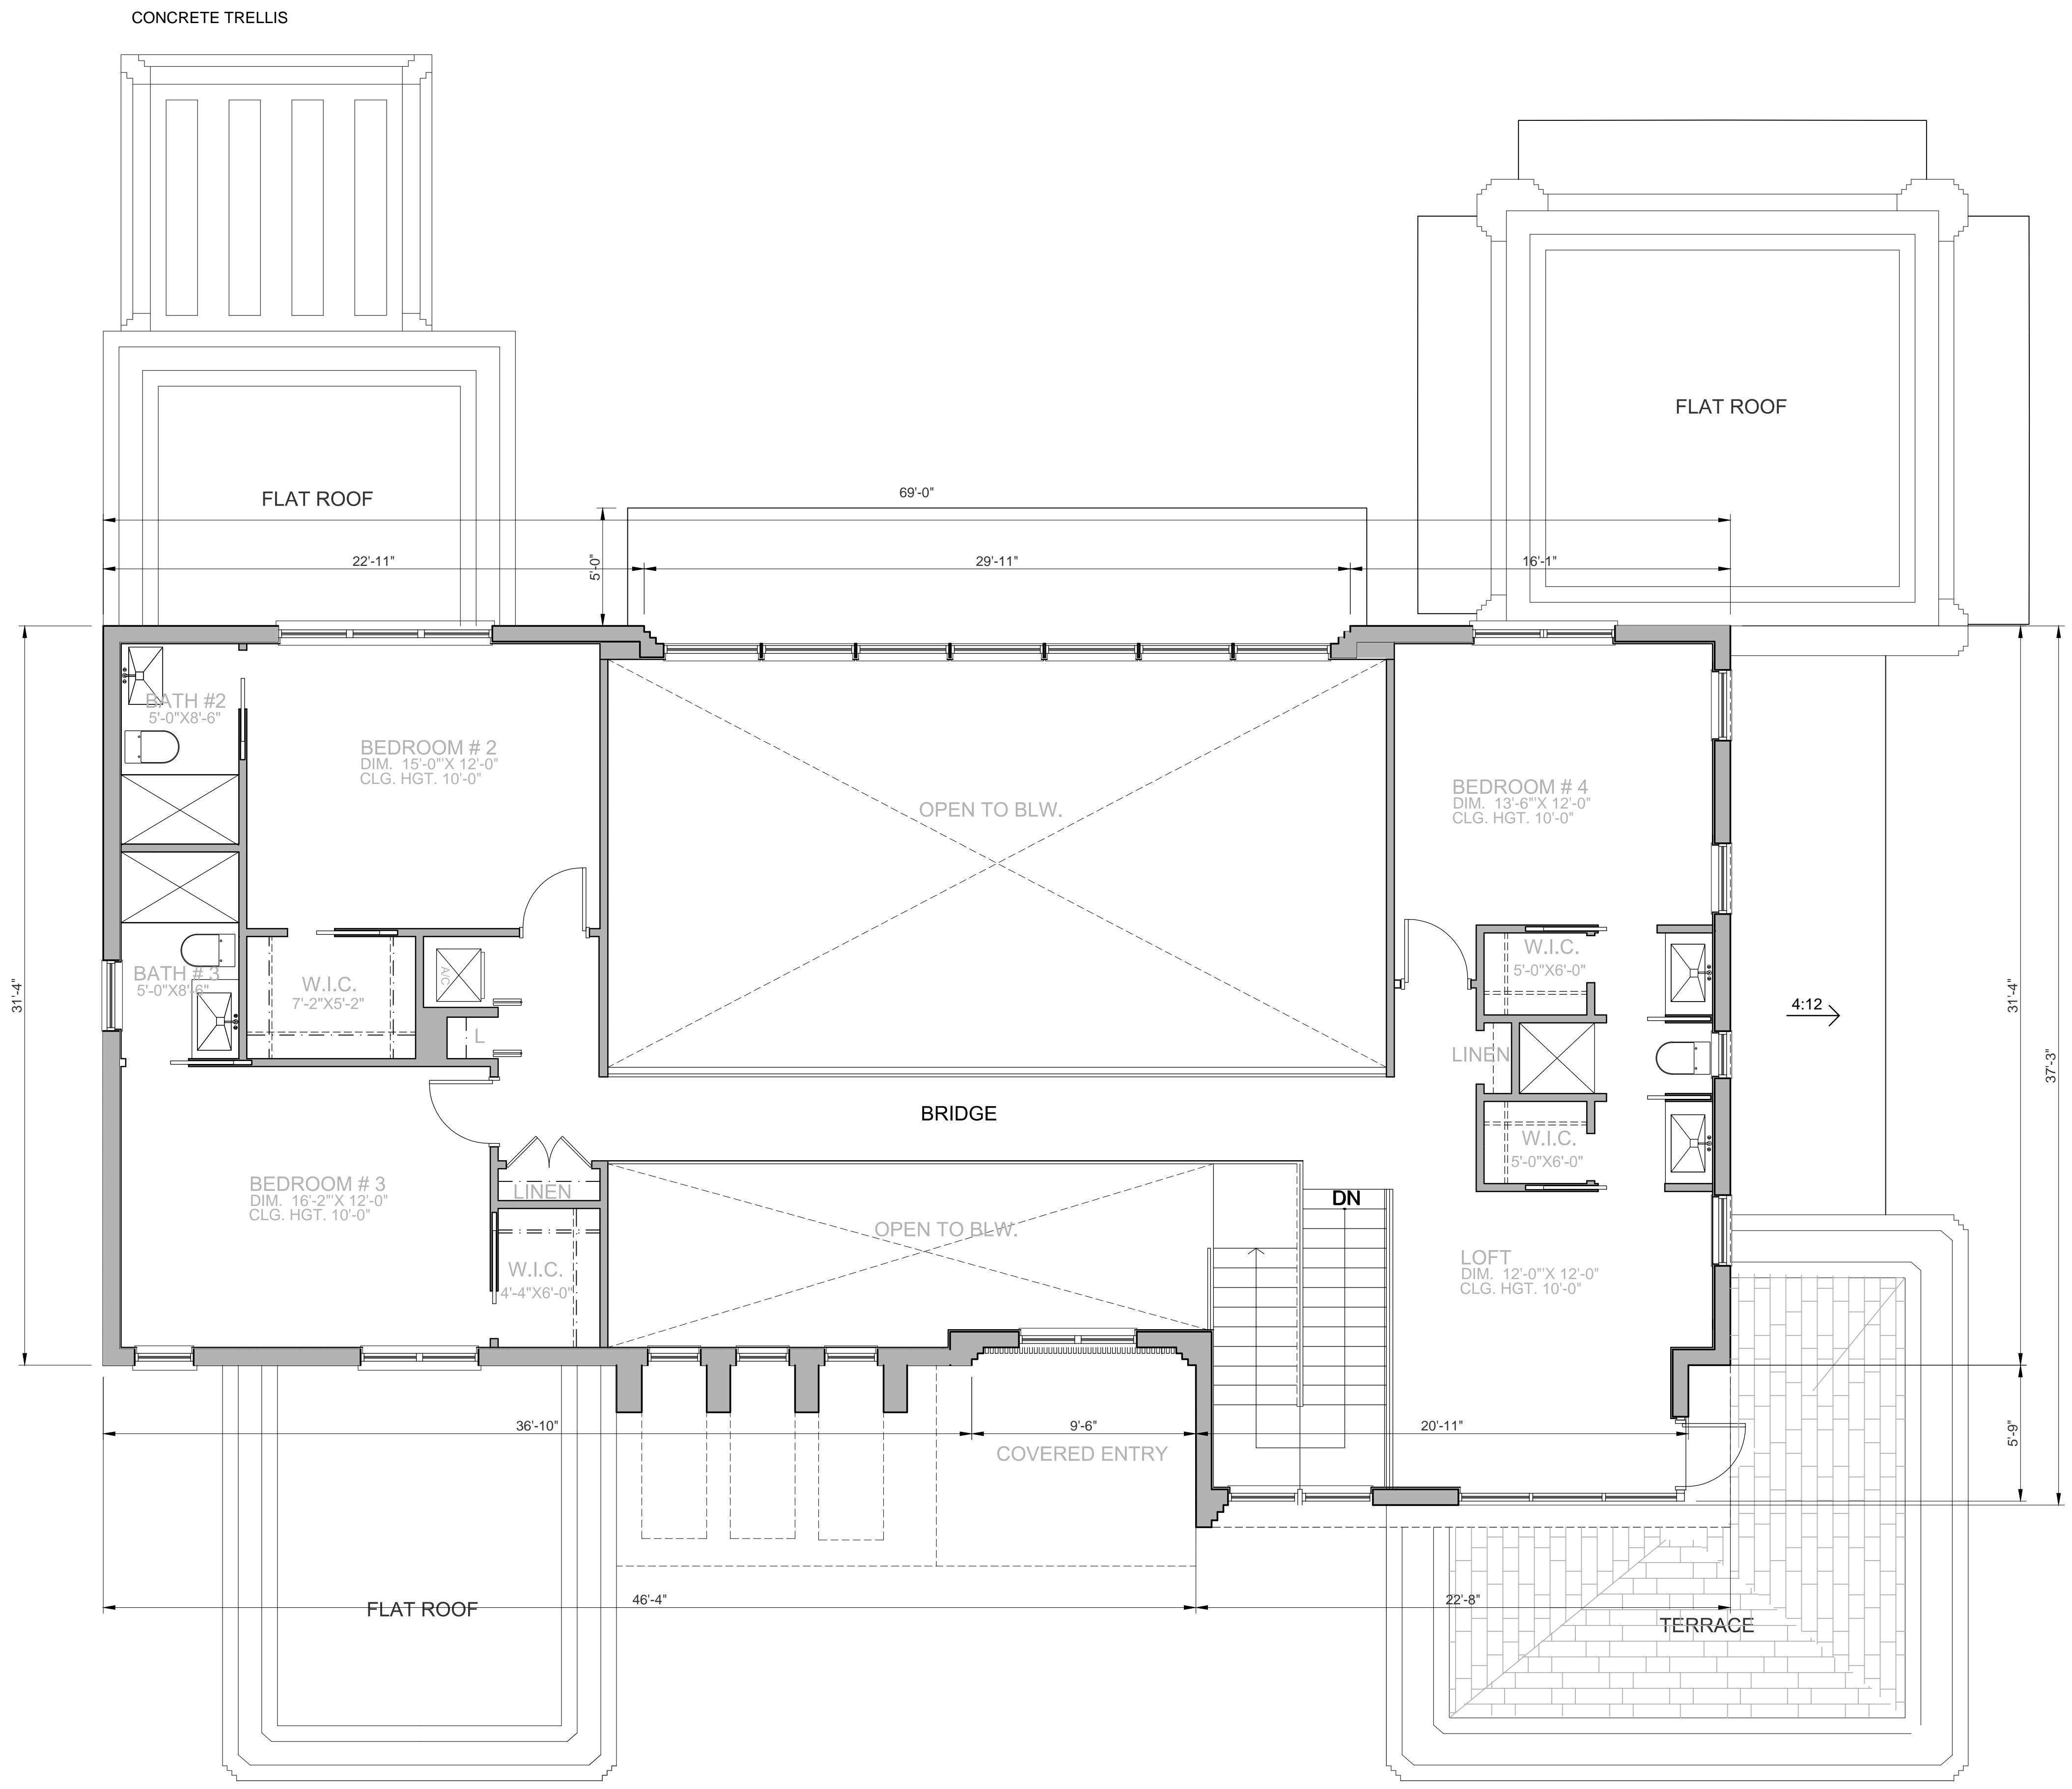 CONCRETE TRELLIS
FLAT ROOF
FLAT ROOF
69'-0"
22'-11"
5'-0"
29'-11"
16'-1"
BATH #2
5'-0"X8'-6"
BEDROOM # 2
DIM. 15'-0"'X 12'-0"
CLG. HGT. 10'-0"
OPEN TO BLW.
BEDROOM # 4
DIM. 13'-6"'X 12'-0"
CLG. HGT. 10'-0"
BATH # 3
5'-0"X8'-6"
W.I.C.
7'-2"X5'-2"
A/C
L
W.I.C.
5'-0"X6'-0"
31'-4"
4:12
31'-4"
37'-3"
LINEN
BRIDGE
W.I.C.
5'-0"X6'-0"
BEDROOM # 3
DIM. 16'-2"'X 12'-0"
CLG. HGT. 10'-0"
LINEN
DN
OPEN TO BLW.
W.I.C.
4'-4"X6'-0"
LOFT
DIM. 12'-0"'X 12'-0"
CLG. HGT. 10'-0"
36'-10"
9'-6"
20'-11"
5'-9"
COVERED ENTRY
FLAT ROOF
46'-4"
22'-8"
TERRACE